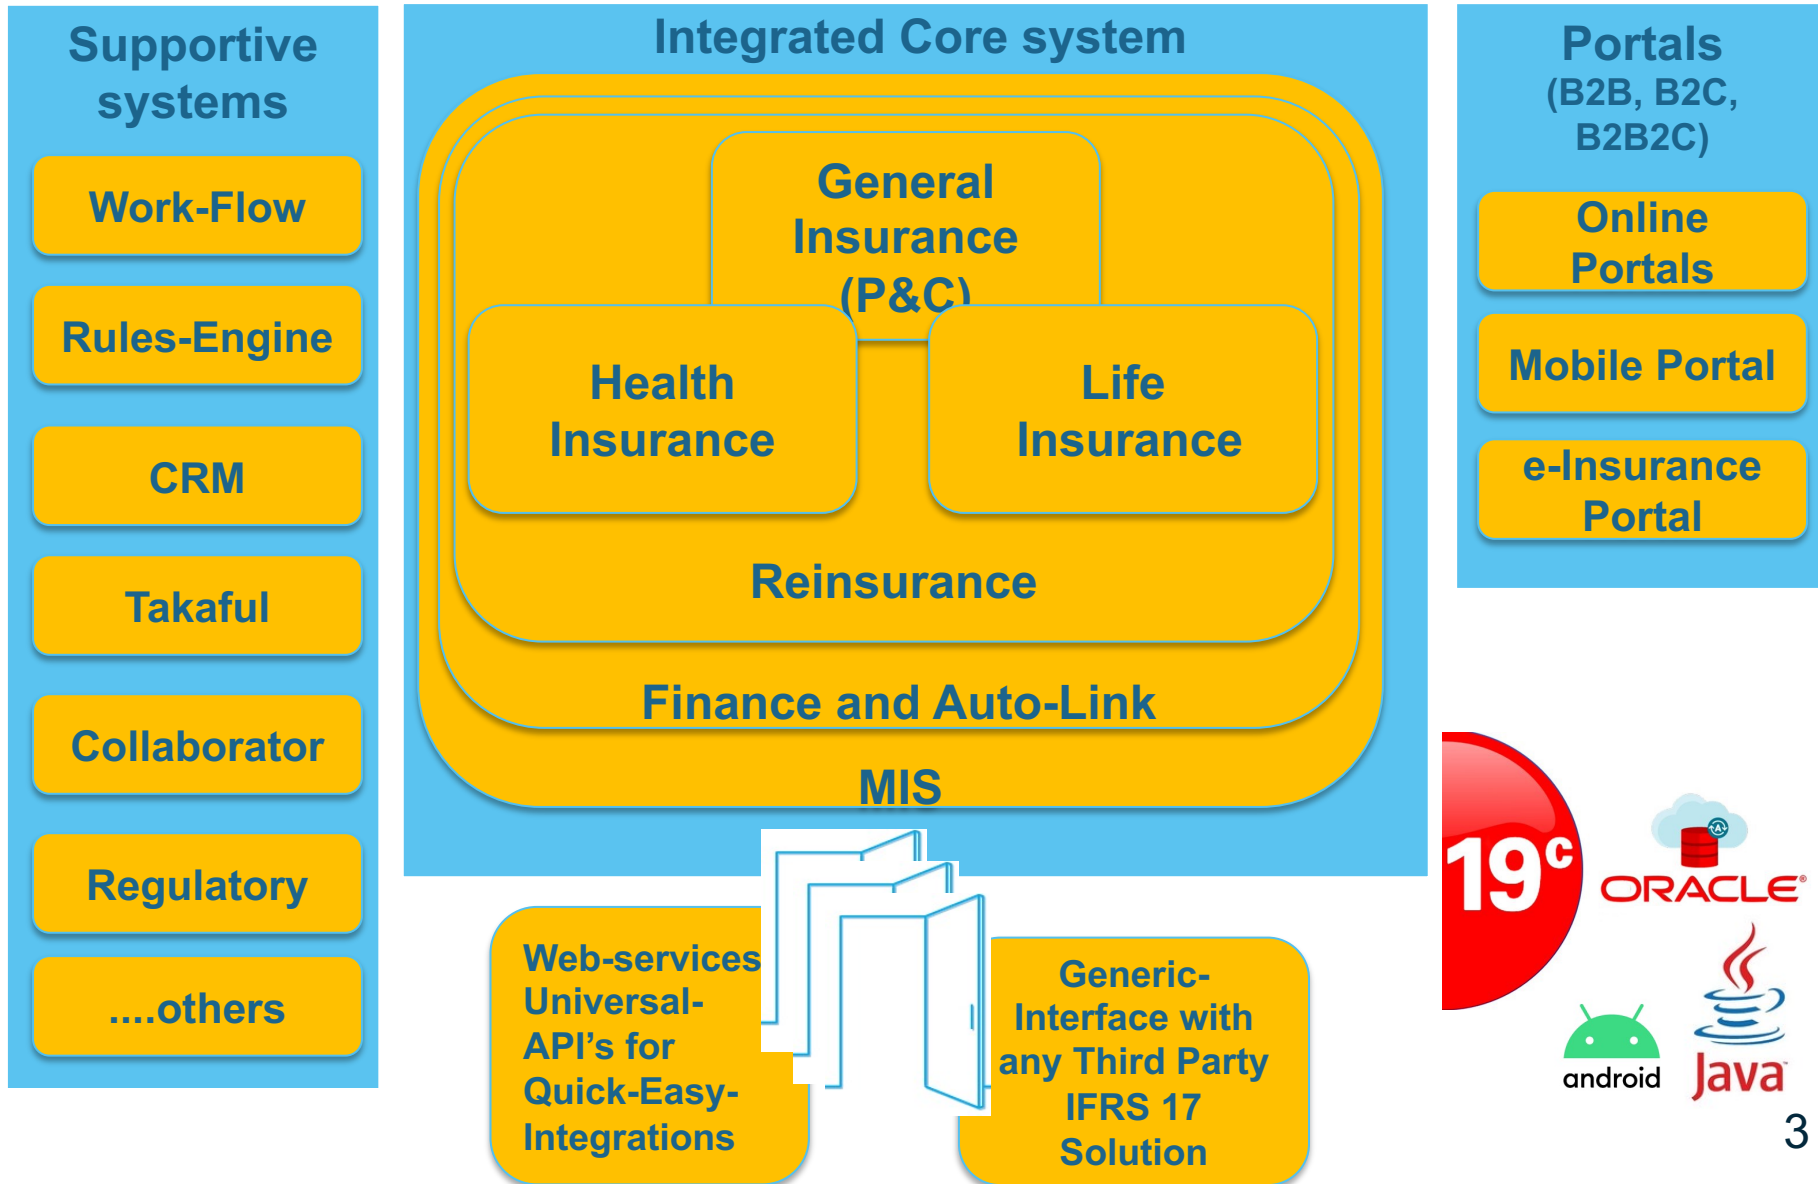 Supportive
systems
Work-Flow
Rules-Engine
CRM
Takaful
Collaborator
Regulatory
....others
Integrated Core system
General
Insurance
(P&C)
Health
Insurance
Life
Insurance
Reinsurance
Finance and Auto-Link
MIS
Web-services
Universal-
API's for
Quick-Easy-
Integrations
Generic-
Interface with
any Third Party
IFRS 17
Solution
Portals
(B2B, B2C,
B2B2C)
Online
Portals
Mobile Portal
e-Insurance
Portal
19c
ORACLE®
android
Java™
3